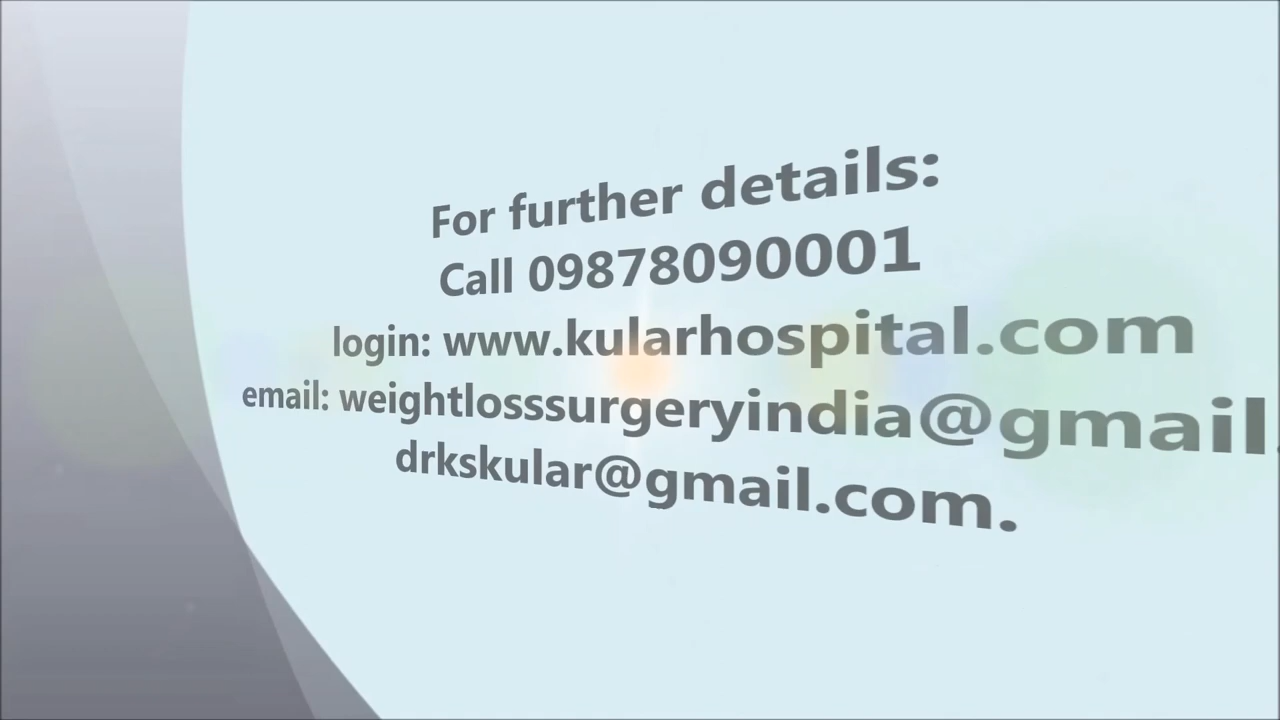 For further details:
Call 09878090001
login: www.kularhospital.com
email: weightlosssurgeryindia@gmail.
drkskular@gmail.com.